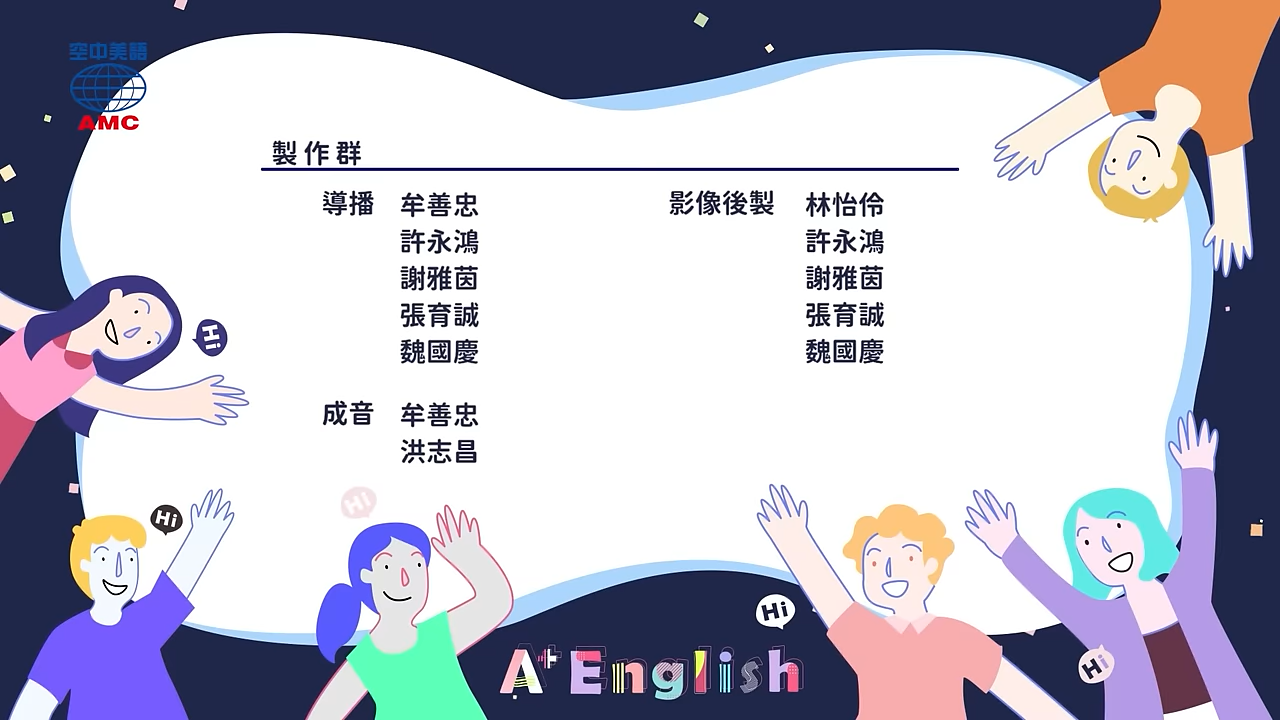 空中美語
AMC
製作群
導播 牟善忠
許永鴻
謝雅茵
張育誠
魏國慶
成音 牟善忠
洪志昌
影像後製 林怡伶
許永鴻
謝雅茵
張育誠
魏國慶
Hi
Hi
HI
Hi
Hi
A+ English